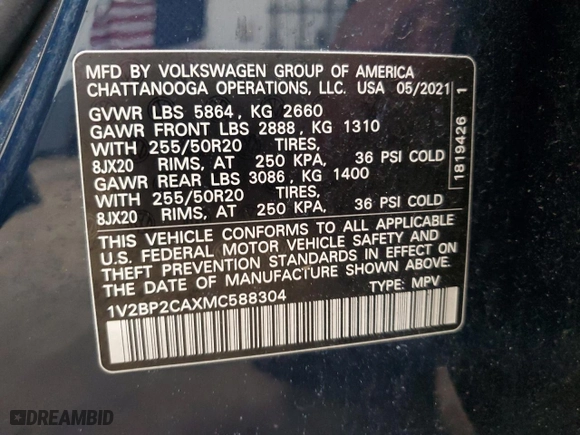 MFD BY VOLKSWAGEN GROUP OF AMERICA
CHATTANOOGA OPERATIONS, LLC. USA 05/2021
GVWR LBS 5864, KG 2660
GAWR FRONT LBS 2888, KG 1310
WITH 255/50R20 TIRES,
8JX20 RIMS, AT 250 KPA, 36 PSI COLD
GAWR REAR LBS 3086, KG 1400
WITH 255/50R20 TIRES,
8JX20 RIMS, AT 250 KPA, 36 PSI COLD
THIS VEHICLE CONFORMS TO ALL APPLICABLE
U.S. FEDERAL MOTOR VEHICLE SAFETY AND
THEFT PREVENTION STANDARDS IN EFFECT ON
THE DATE OF MANUFACTURE SHOWN ABOVE.
1V2BP2CAXMC588304 TYPE: MPV
1819426 1
DREAMBID